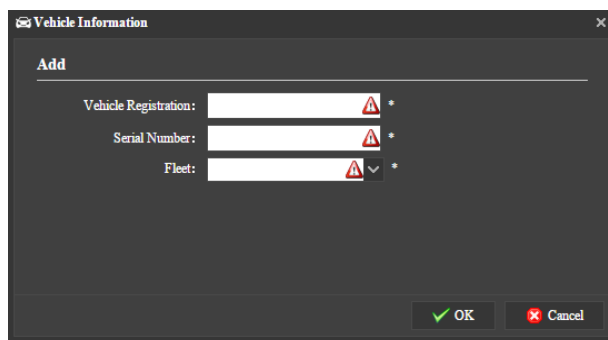 Vehicle Information
Add
Vehicle Registration: *
Serial Number: *
Fleet: *
OK Cancel